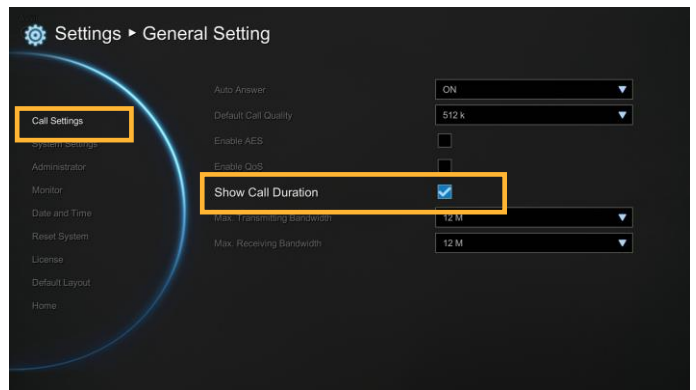 Settings ▸ General Setting
Call Settings
System Settings
Administrator
Monitor
Date and Time
Reset System
License
Default Layout
Home
Auto Answer ON
Default Call Quality 512 k
Enable AES
Enable QoS
Show Call Duration
Max. Transmitting Bandwidth 12 M
Max. Receiving Bandwidth 12 M